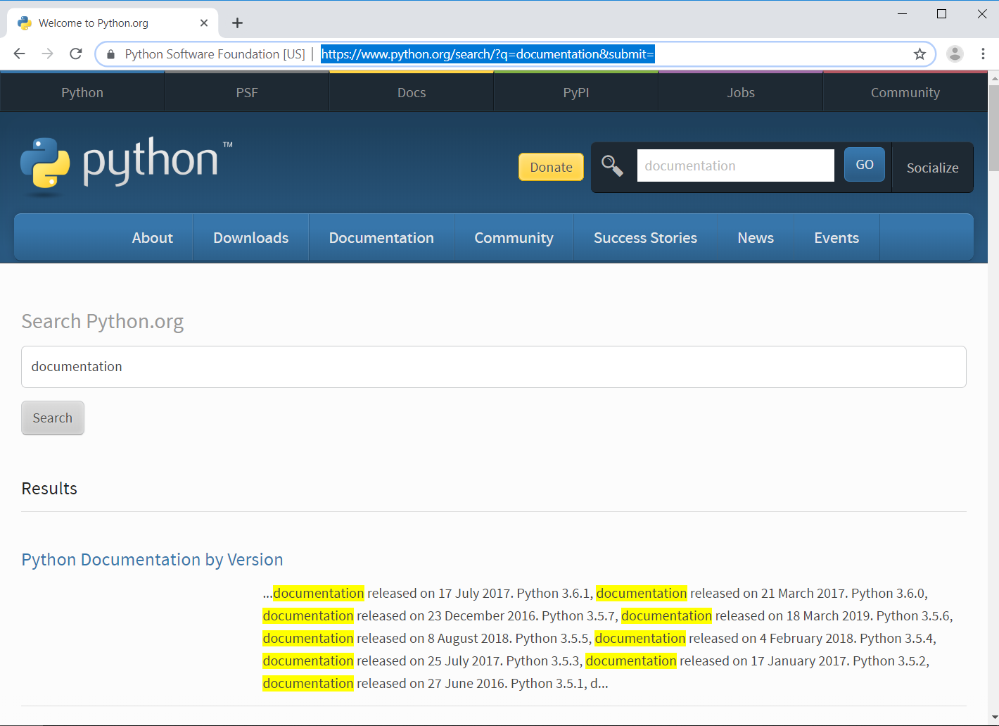 Welcome to Python.org
Python Software Foundation [US] | https://www.python.org/search/?q=documentation&submit=
Python PSF Docs PyPI Jobs Community
python™
Donate documentation GO Socialize
About Downloads Documentation Community Success Stories News Events
Search Python.org
documentation
Search
Results
Python Documentation by Version
...documentation released on 17 July 2017. Python 3.6.1, documentation released on 21 March 2017. Python 3.6.0,
documentation released on 23 December 2016. Python 3.5.7, documentation released on 18 March 2019. Python 3.5.6,
documentation released on 8 August 2018. Python 3.5.5, documentation released on 4 February 2018. Python 3.5.4,
documentation released on 25 July 2017. Python 3.5.3, documentation released on 17 January 2017. Python 3.5.2,
documentation released on 27 June 2016. Python 3.5.1, d...